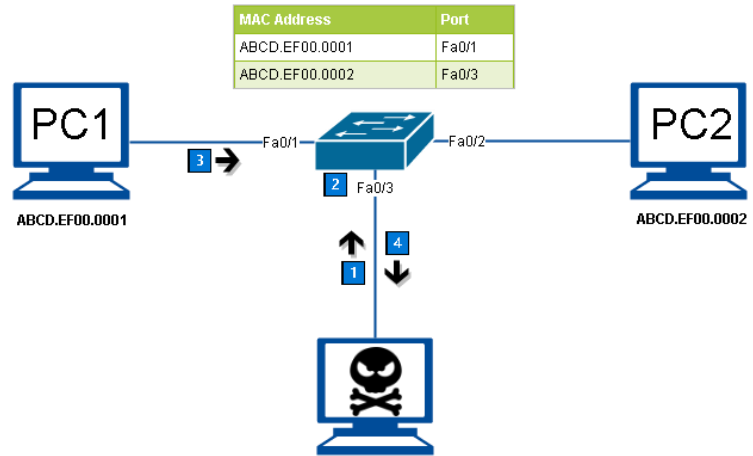 MAC Address Port
ABCD.EF00.0001 Fa0/1
ABCD.EF00.0002 Fa0/3
PC1
PC2
Fa0/1
Fa0/2
3
2
Fa0/3
ABCD.EF00.0001
ABCD.EF00.0002
4
1